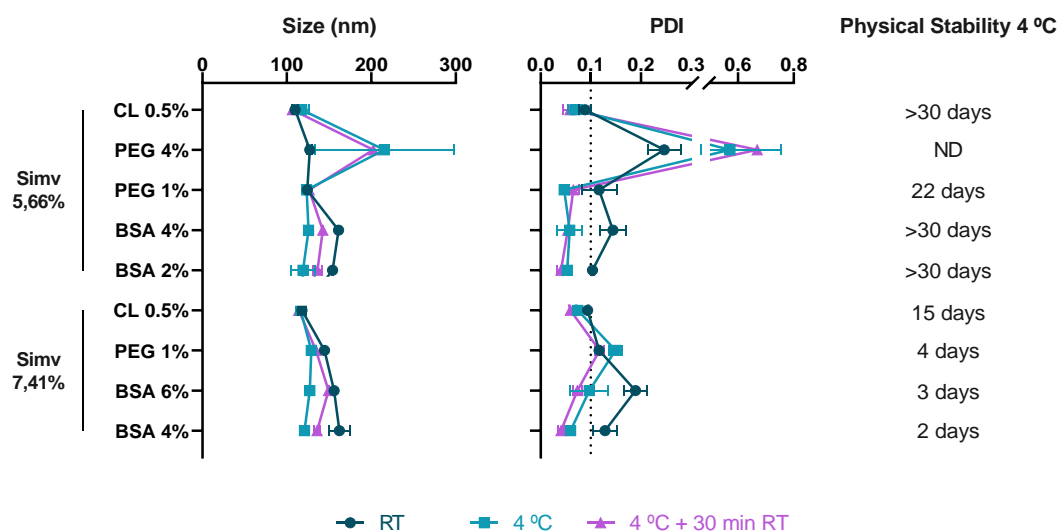 Size (nm) PDI Physical Stability 4 ºC
0 100 200 300 0.0 0.1 0.2 0.3 0.6 0.8
CL 0.5% >30 days
PEG 4% ND
Simv
5,66%
PEG 1% 22 days
BSA 4% >30 days
BSA 2% >30 days
CL 0.5% 15 days
PEG 1% 4 days
Simv
7,41%
BSA 6% 3 days
BSA 4% 2 days
RT 4 ºC 4 ºC + 30 min RT